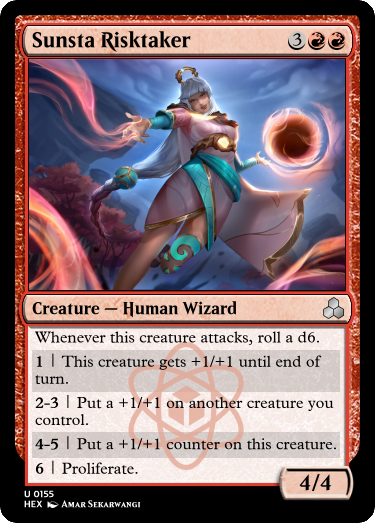 Sunsta Risktaker 3
Creature — Human Wizard
Whenever this creature attacks, roll a d6.
1 | This creature gets +1/+1 until end of
turn.
2-3 | Put a +1/+1 on another creature you
control.
4-5 | Put a +1/+1 counter on this creature.
6 | Proliferate.
4/4
U 0155
HEX Amar Sekarwangi